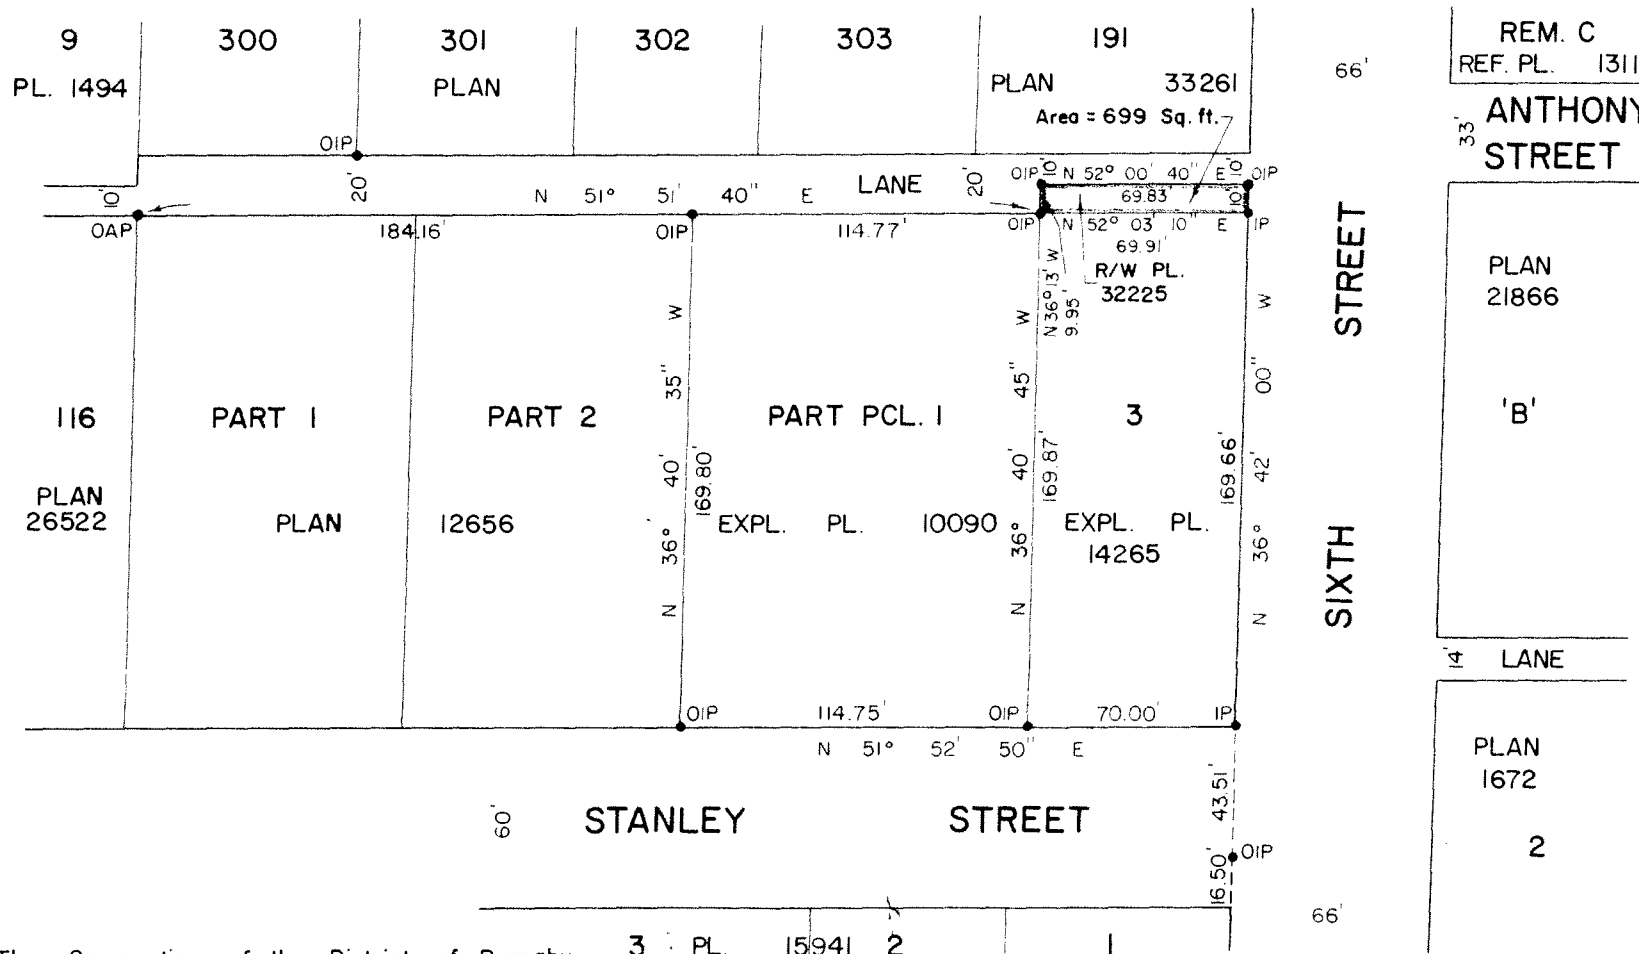 9 300 301 302 303 191 REM. C
66' REF. PL. 1311
PL. 1494 PLAN PLAN 33261
Area = 699 Sq. ft. ANTHONY
33' STREET
OIP
OIP 10' N 52° 00' 40" E 10' OIP
10' 20' N 51° 51' 40" E LANE 20' 69.83' 10'
OAP 184.16' OIP 114.77' OIP N 52° 03' 10" E IP
69.91'
R/W PL.
32225
N 36° 13' W
9.95'
PLAN
21866
SIXTH STREET
N 36° 40' 35" W
169.80'
N 36° 40' 45" W
169.87'
169.66'
N 36° 42' 00" W
116 PART 1 PART 2 PART PCL. 1 3 'B'
PLAN
26522 PLAN 12656 EXPL. PL. 10090 EXPL. PL.
14265
14' LANE
OIP 114.75' OIP 70.00' IP
N 51° 52' 50" E
PLAN
1672
43.51'
60' STANLEY STREET
2
OIP
16.50'
66'
3 PL. 15941 2 1